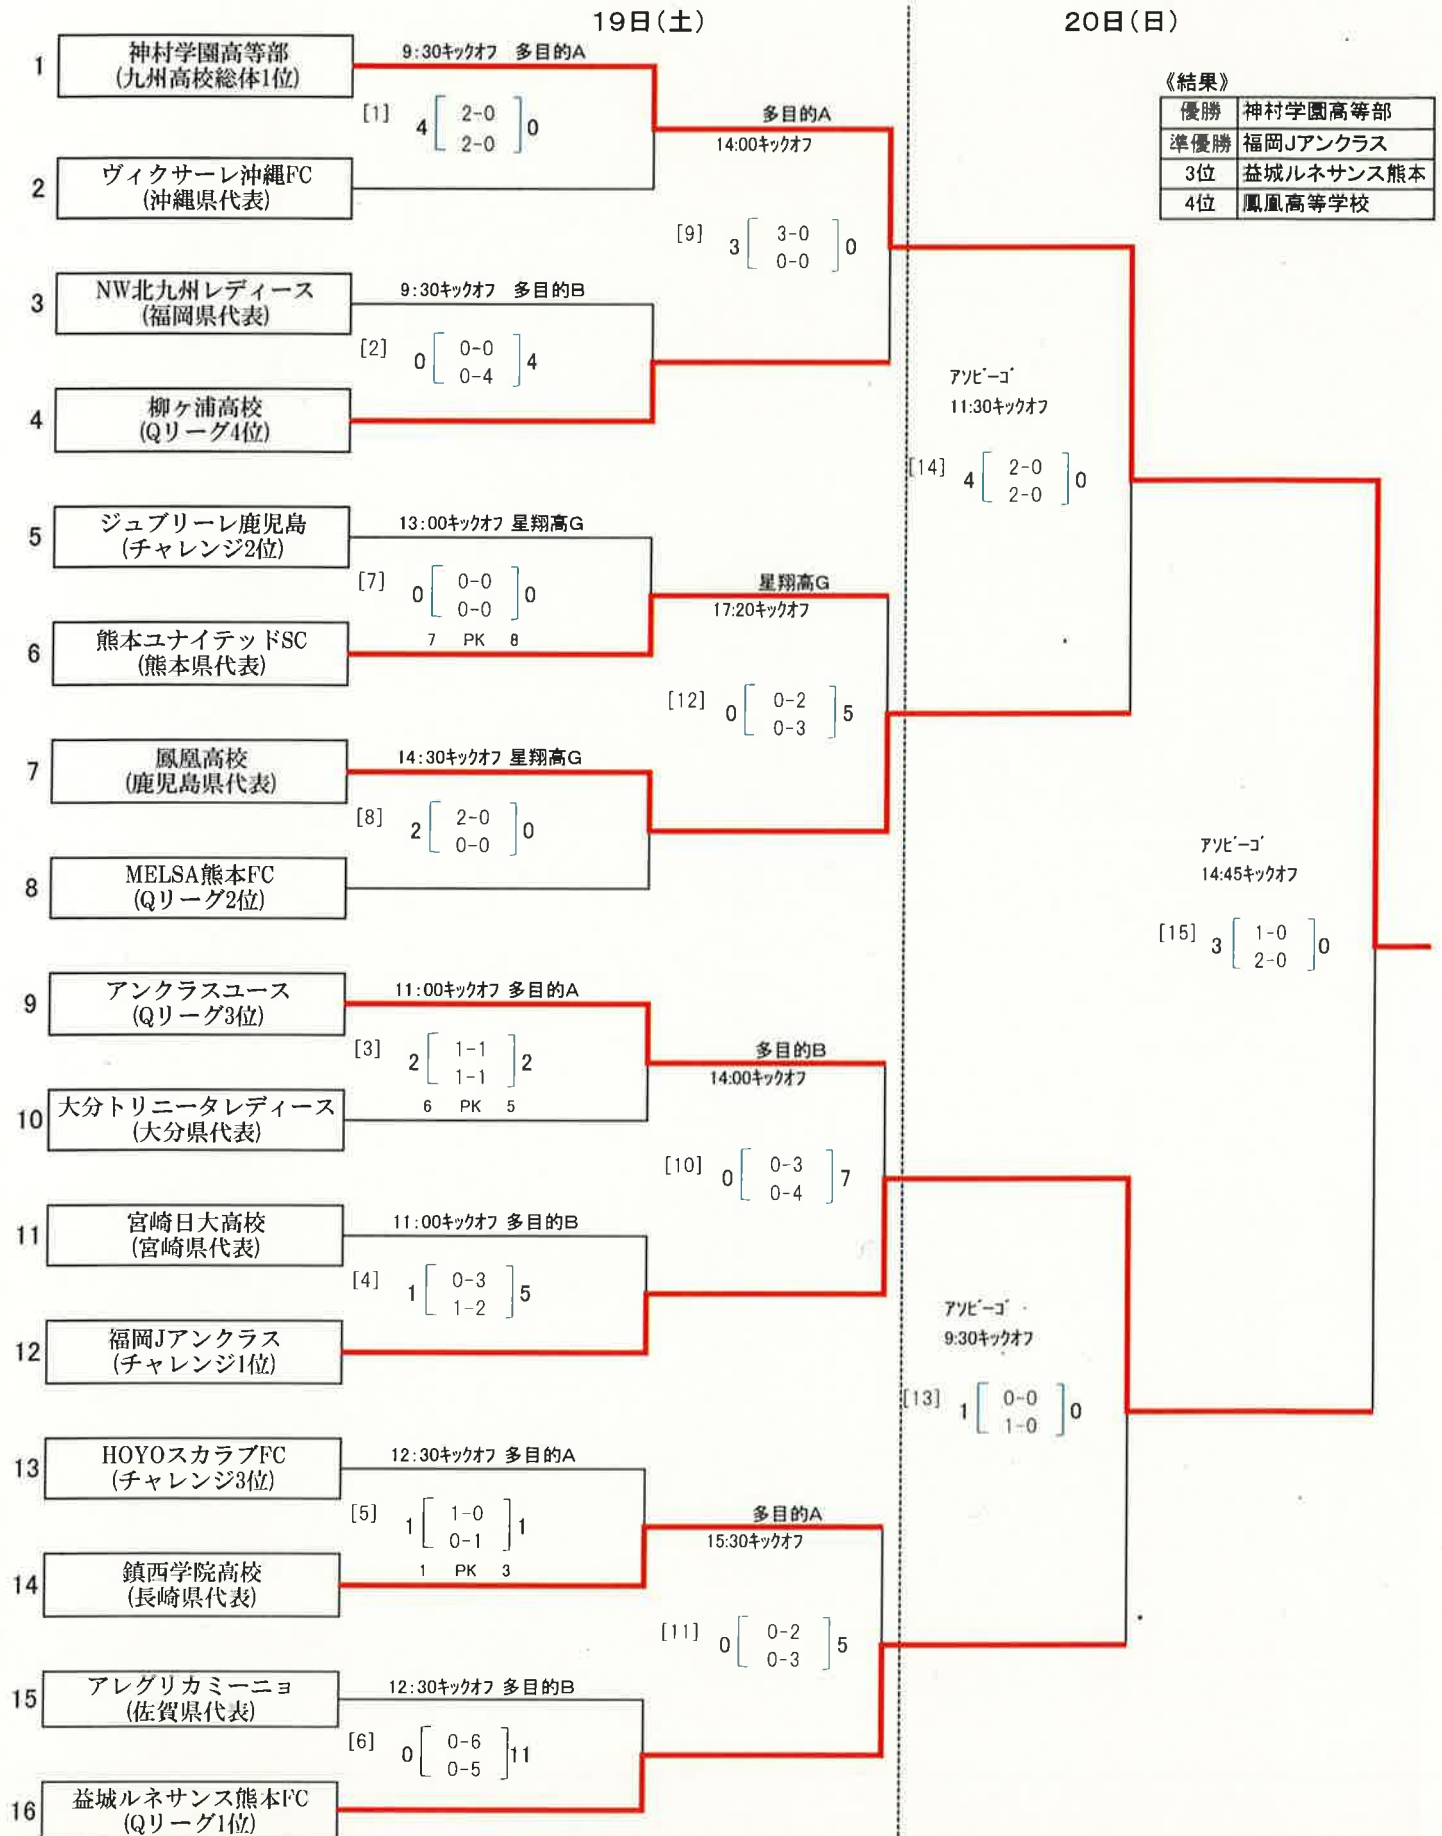 19日(土)
20日(日)
《結果》
優勝 神村学園高等部
準優勝 福岡Jアンクラス
3位 益城ルネサンス熊本
4位 鳳凰高等学校
1 神村学園高等部
(九州高校総体1位)
9:30キックオフ 多目的A
[1] 4 2-0 0
2-0
2 ヴィクサーレ沖縄FC
(沖縄県代表)
多目的A
14:00キックオフ
[9] 3 3-0 0
0-0
3 NW北九州レディース
(福岡県代表)
9:30キックオフ 多目的B
[2] 0 0-0 4
0-4
4 柳ヶ浦高校
(Qリーグ4位)
アソビーゴ
11:30キックオフ
[14] 4 2-0 0
2-0
5 ジュブリーレ鹿児島
(チャレンジ2位)
13:00キックオフ 星翔高G
[7] 0 0-0 0
0-0
7 PK 8
6 熊本ユナイテッドSC
(熊本県代表)
星翔高G
17:20キックオフ
[12] 0 0-2 5
0-3
7 鳳凰高校
(鹿児島県代表)
14:30キックオフ 星翔高G
[8] 2 2-0 0
0-0
8 MELSA熊本FC
(Qリーグ2位)
アソビーゴ
14:45キックオフ
[15] 3 1-0 0
2-0
9 アンクラスユース
(Qリーグ3位)
11:00キックオフ 多目的A
[3] 2 1-1 2
1-1
6 PK 5
10 大分トリニータレディース
(大分県代表)
多目的B
14:00キックオフ
[10] 0 0-3 7
0-4
11 宮崎日大高校
(宮崎県代表)
11:00キックオフ 多目的B
[4] 1 0-3 5
1-2
12 福岡Jアンクラス
(チャレンジ1位)
アソビーゴ
9:30キックオフ
[13] 1 0-0 0
1-0
13 HOYOスカラブFC
(チャレンジ3位)
12:30キックオフ 多目的A
[5] 1 1-0 1
0-1
1 PK 3
14 鎮西学院高校
(長崎県代表)
多目的A
15:30キックオフ
[11] 0 0-2 5
0-3
15 アレグリカミーニョ
(佐賀県代表)
12:30キックオフ 多目的B
[6] 0 0-6 11
0-5
16 益城ルネサンス熊本FC
(Qリーグ1位)